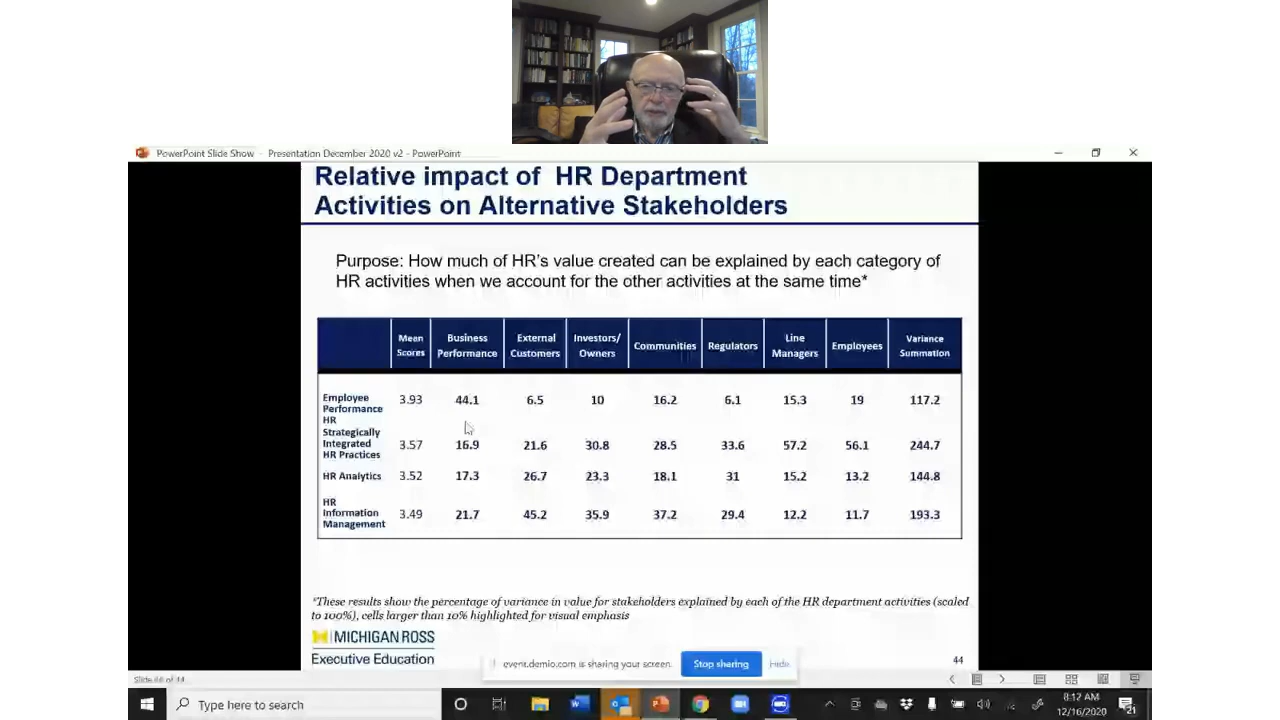 PowerPoint Slide Show - Presentation December 2020 v2 - PowerPoint
Relative impact of HR Department
Activities on Alternative Stakeholders
Purpose: How much of HR's value created can be explained by each category of
HR activities when we account for the other activities at the same time*
Mean Scores Business Performance External Customers Investors/ Owners Communities Regulators Line Managers Employees Variance Summation
Employee Performance HR 3.93 44.1 6.5 10 16.2 6.1 15.3 19 117.2
Strategically Integrated HR Practices 3.57 16.9 21.6 30.8 28.5 33.6 57.2 56.1 244.7
HR Analytics 3.52 17.3 26.7 23.3 18.1 31 15.2 13.2 144.8
HR Information Management 3.49 21.7 45.2 35.9 37.2 29.4 12.2 11.7 193.3
*These results show the percentage of variance in value for stakeholders explained by each of the HR department activities (scaled
to 100%), cells larger than 10% highlighted for visual emphasis
M MICHIGAN ROSS
Executive Education
event.demio.com is sharing your screen. Stop sharing Hide
44
Slide 44 of 44
Type here to search
8:12 AM
12/16/2020
21